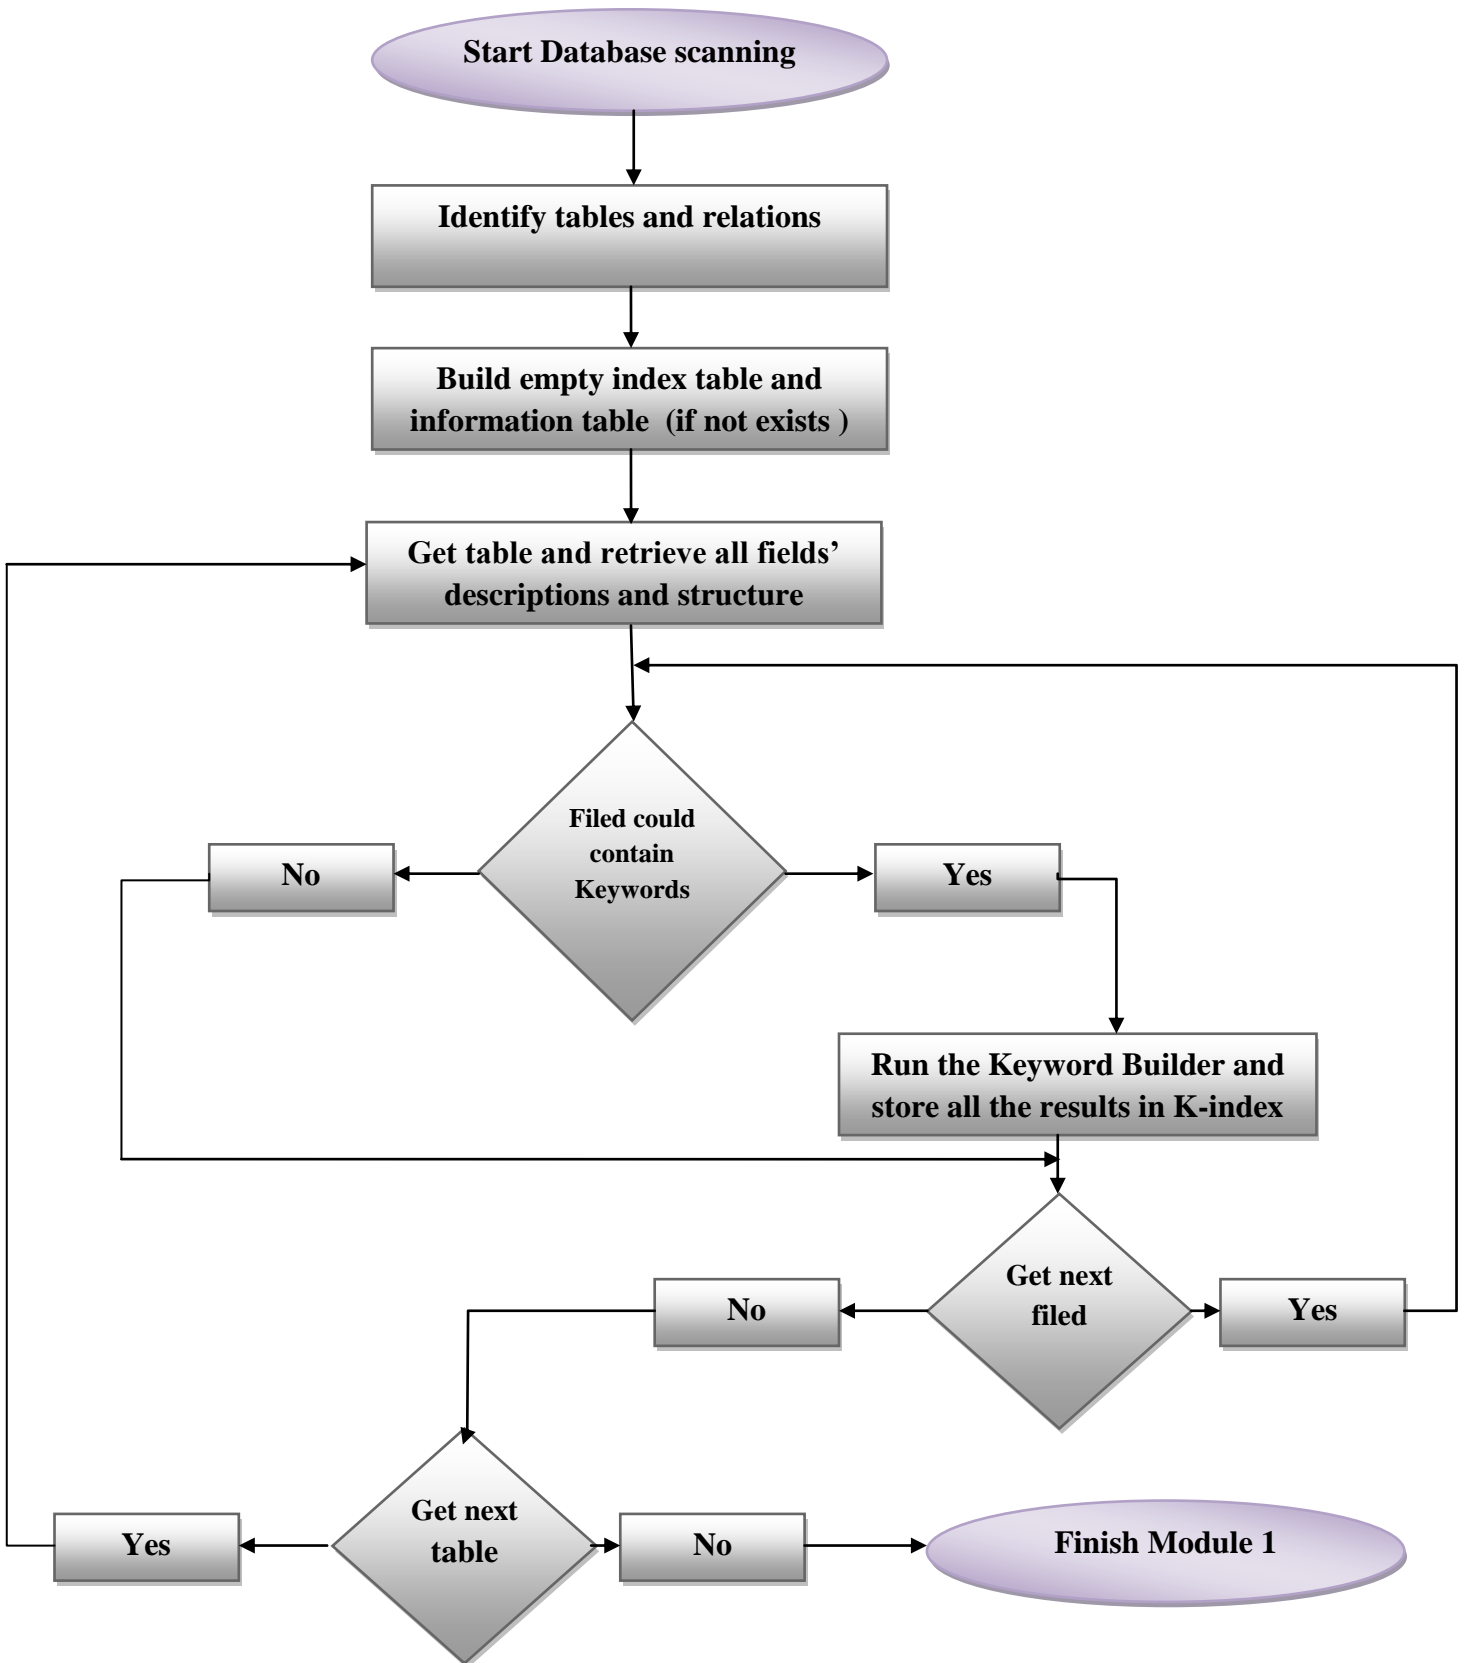 Start Database scanning
Identify tables and relations
Build empty index table and
information table (if not exists )
Get table and retrieve all fields’
descriptions and structure
Filed could
contain
Keywords
No
Yes
Run the Keyword Builder and
store all the results in K-index
Get next
filed
No
Yes
Get next
table
Yes
No
Finish Module 1